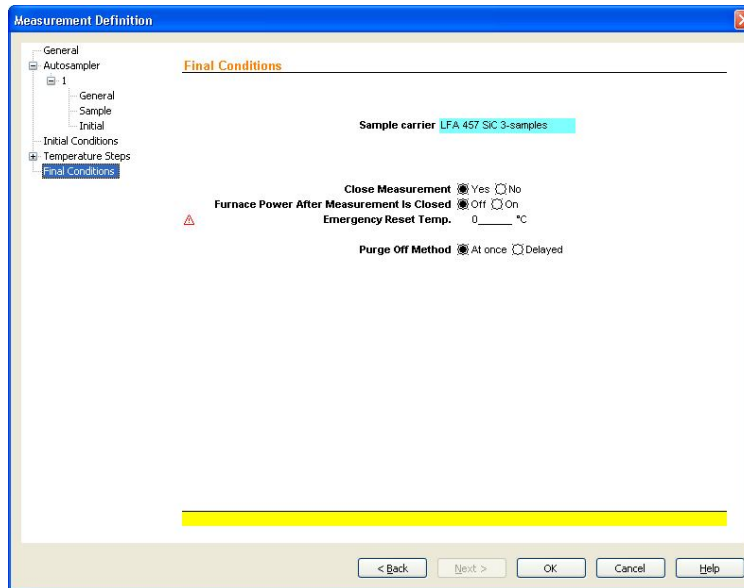 Measurement Definition
General
Autosampler
1
General
Sample
Initial
Initial Conditions
Temperature Steps
Final Conditions
Final Conditions
Sample carrier LFA 457 SiC 3-samples
Close Measurement Yes No
Furnace Power After Measurement Is Closed Off On
Emergency Reset Temp. 0______ °C
Purge Off Method At once Delayed
< Back Next > OK Cancel Help